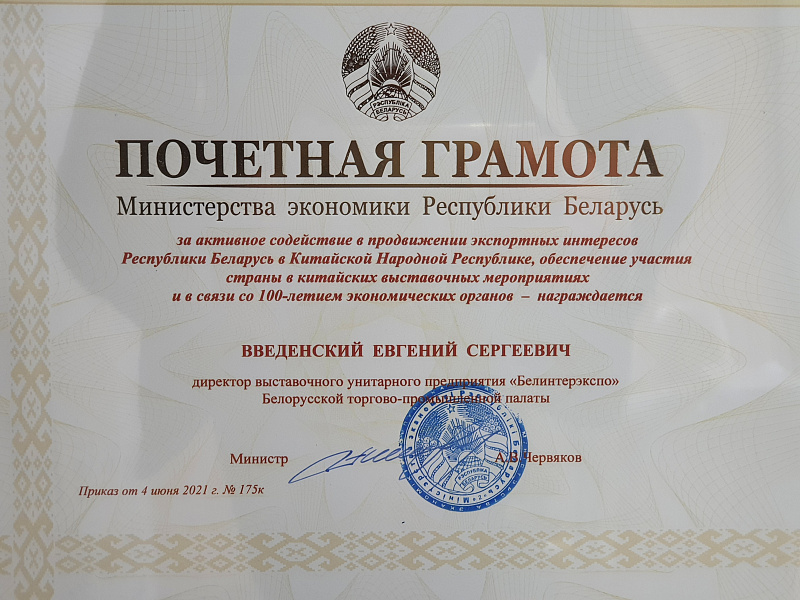 РЭСПУБЛІКА
БЕЛАРУСЬ
ПОЧЕТНАЯ ГРАМОТА
Министерства экономики Республики Беларусь
за активное содействие в продвижении экспортных интересов
Республики Беларусь в Китайской Народной Республике, обеспечение участия
страны в китайских выставочных мероприятиях
и в связи со 100-летием экономических органов – награждается
ВВЕДЕНСКИЙ ЕВГЕНИЙ СЕРГЕЕВИЧ
директор выставочного унитарного предприятия «Белинтерэкспо»
Белорусской торгово-промышленной палаты
Министр А.В.Червяков
РЭСПУБЛІКА
БЕЛАРУСЬ
Приказ от 4 июня 2021 г. № 175к